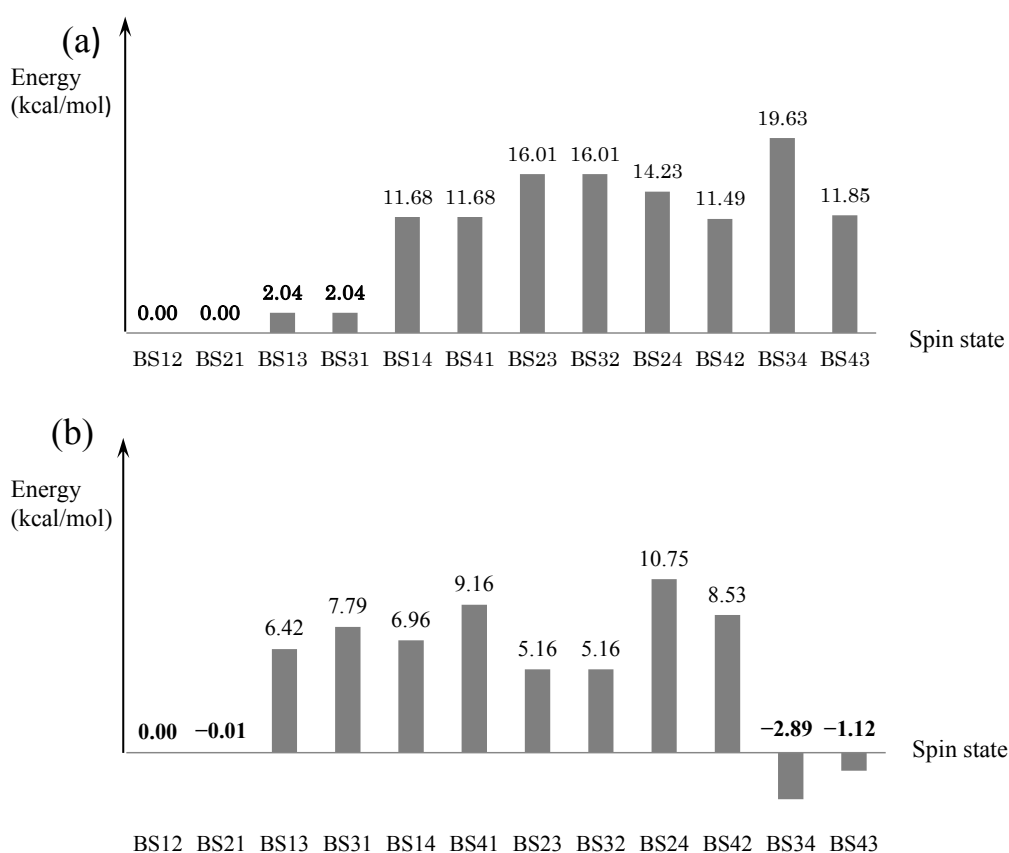 (a)
Energy
(kcal/mol)
19.63
16.01 16.01
14.23
11.68 11.68 11.49 11.85
2.04 2.04
0.00 0.00
Spin state
BS12 BS21 BS13 BS31 BS14 BS41 BS23 BS32 BS24 BS42 BS34 BS43
(b)
Energy
(kcal/mol)
10.75
9.16
8.53
7.79
6.96
6.42
5.16 5.16
0.00 −0.01 −2.89 −1.12
Spin state
BS12 BS21 BS13 BS31 BS14 BS41 BS23 BS32 BS24 BS42 BS34 BS43